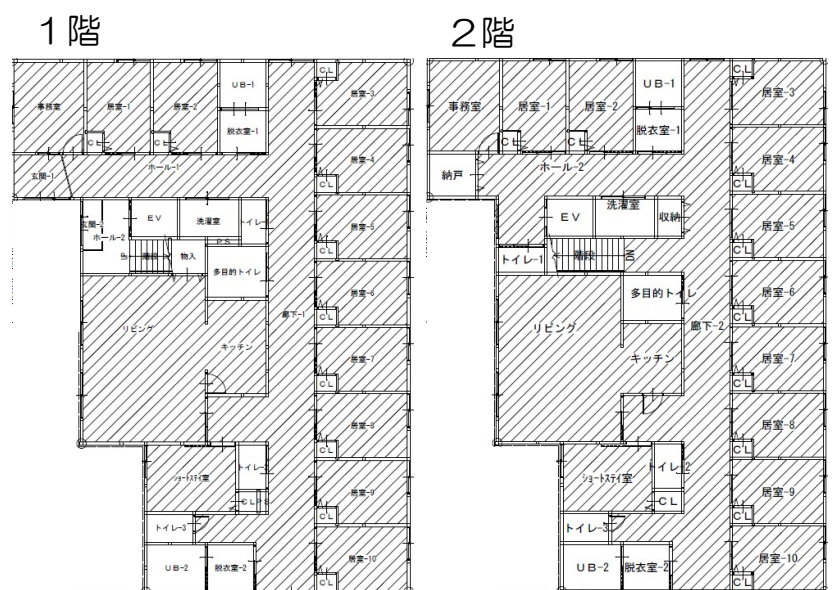 1階
2階
事務室
居室-1
居室-2
UB-1
脱衣室-1
CL
CL
CL
居室-3
居室-4
CL
玄関-1
ホール-1
玄関-2
ホール-2
EV
洗濯室
トイレ-1
PS
UP
階段
物入
多目的トイレ
居室-5
CL
居室-6
CL
リビング
キッチン
廊下-1
居室-7
CL
居室-8
CL
ショートステイ室
トイレ-2
CL
PS
居室-9
CL
トイレ-3
UB-2
脱衣室-2
居室-10
CL
事務室
居室-1
居室-2
UB-1
脱衣室-1
CL
CL
CL
居室-3
納戸
ホール-2
居室-4
CL
EV
洗濯室
収納
居室-5
CL
トイレ-1
階段
DN
多目的トイレ
居室-6
CL
リビング
キッチン
廊下-2
居室-7
CL
居室-8
CL
ショートステイ室
トイレ-2
CL
居室-9
CL
トイレ-3
UB-2
脱衣室-2
居室-10
CL